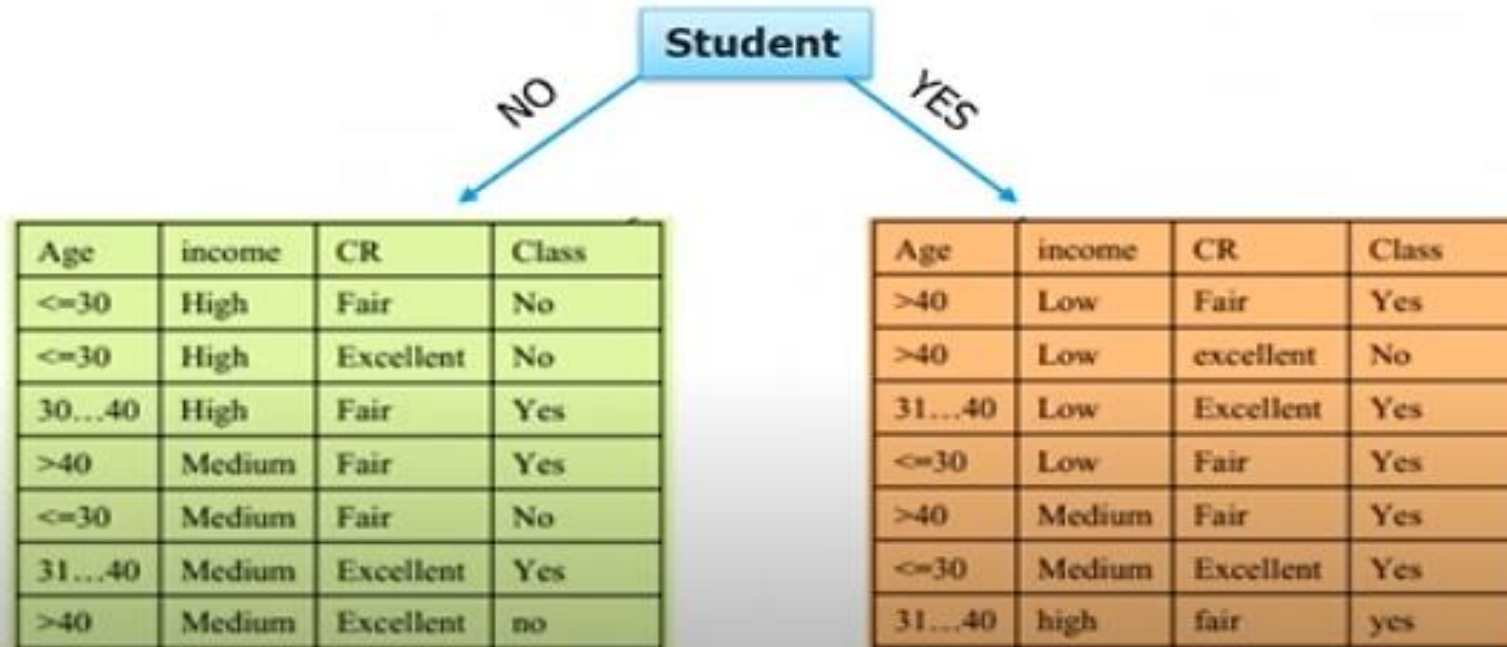 Student
NO
YES
Age income CR Class
<=30 High Fair No
<=30 High Excellent No
30...40 High Fair Yes
>40 Medium Fair Yes
<=30 Medium Fair No
31...40 Medium Excellent Yes
>40 Medium Excellent no
Age income CR Class
>40 Low Fair Yes
>40 Low excellent No
31...40 Low Excellent Yes
<=30 Low Fair Yes
>40 Medium Fair Yes
<=30 Medium Excellent Yes
31...40 high fair yes